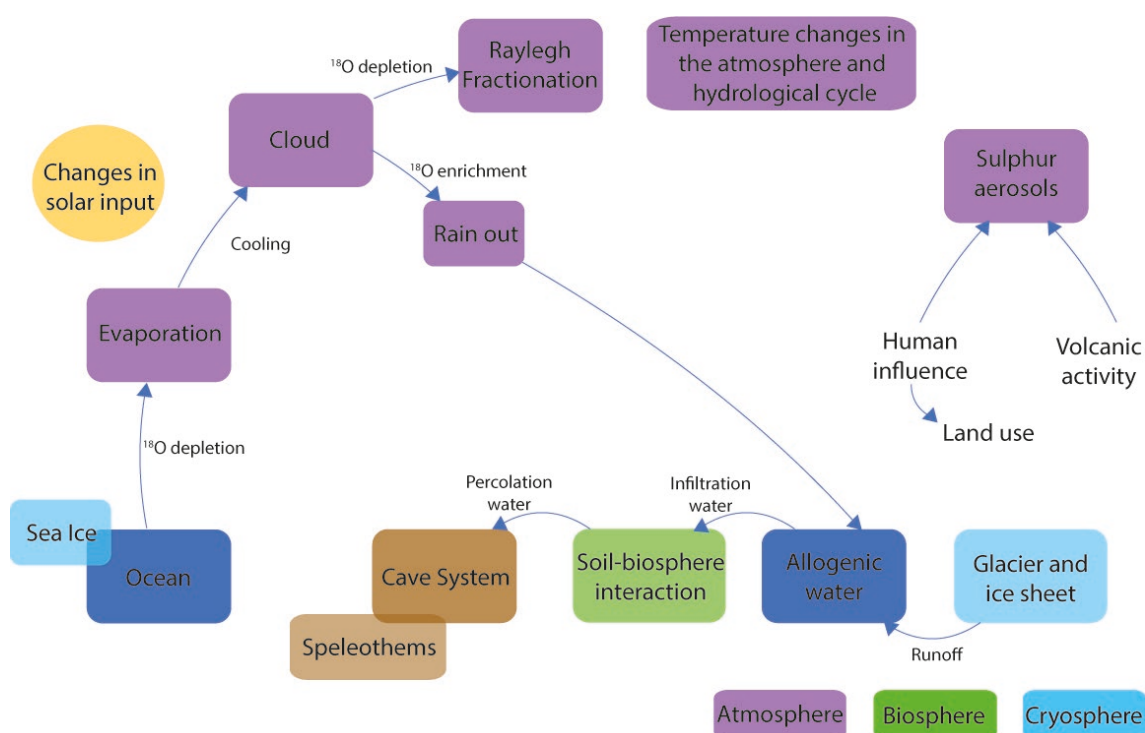 Raylegh
Fractionation
Temperature changes in
the atmosphere and
hydrological cycle
¹⁸O depletion
Cloud
Changes in
solar input
¹⁸O enrichment
Sulphur
aerosols
Rain out
Cooling
Evaporation
Human
influence
Volcanic
activity
Land use
¹⁸O depletion
Percolation
water
Infiltration
water
Sea Ice
Ocean
Cave System
Soil-biosphere
interaction
Allogenic
water
Glacier and
ice sheet
Speleothems
Runoff
Atmosphere
Biosphere
Cryosphere